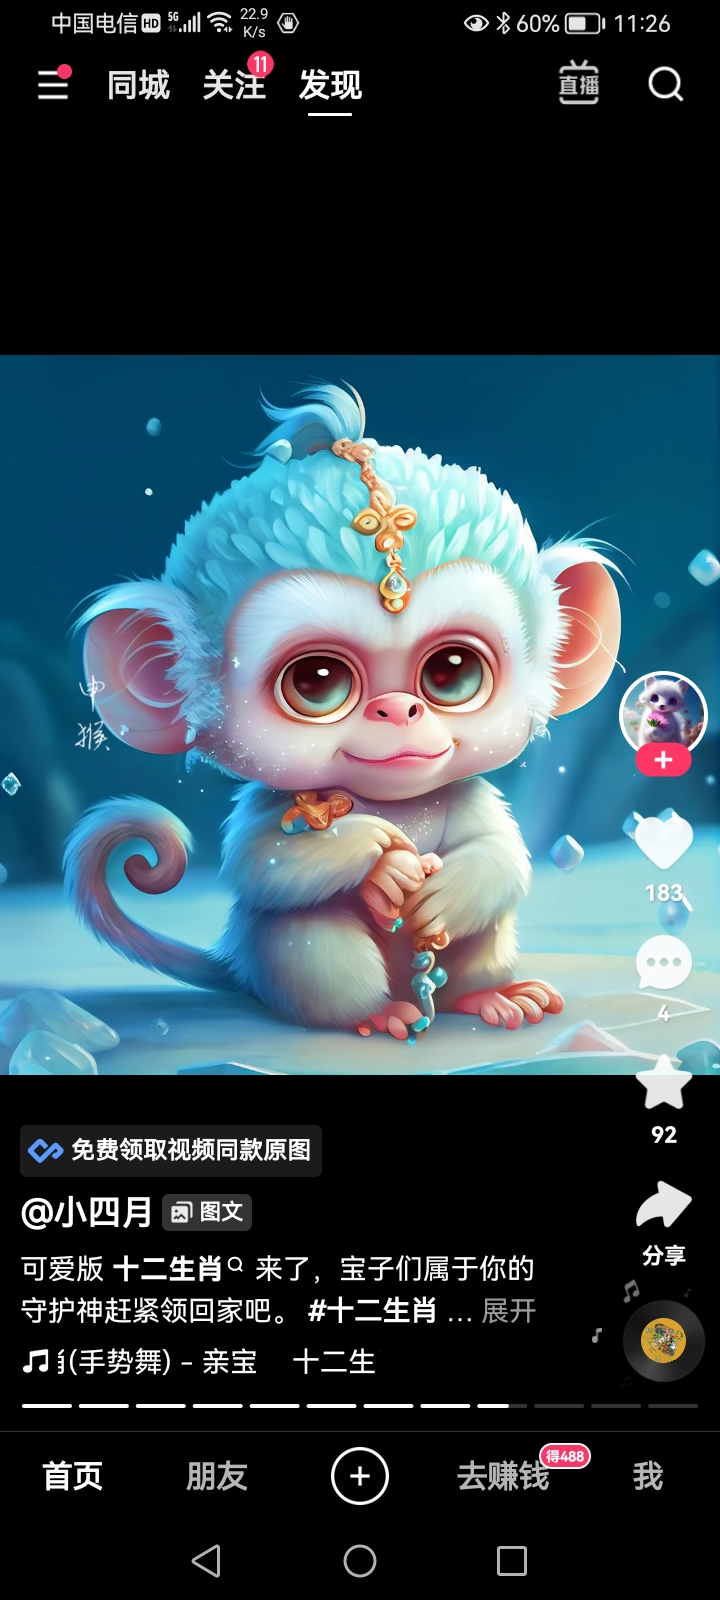 中国电信 HD 5G 22.9 K/s 60% 11:26
同城 关注 11 发现 直播
申
猴
183
4
92
分享
免费领取视频同款原图
@小四月 图文
可爱版 十二生肖 来了，宝子们属于你的
守护神赶紧领回家吧。 #十二生肖 ... 展开
(手势舞) - 亲宝 十二生
首页 朋友 去赚钱 得488 我